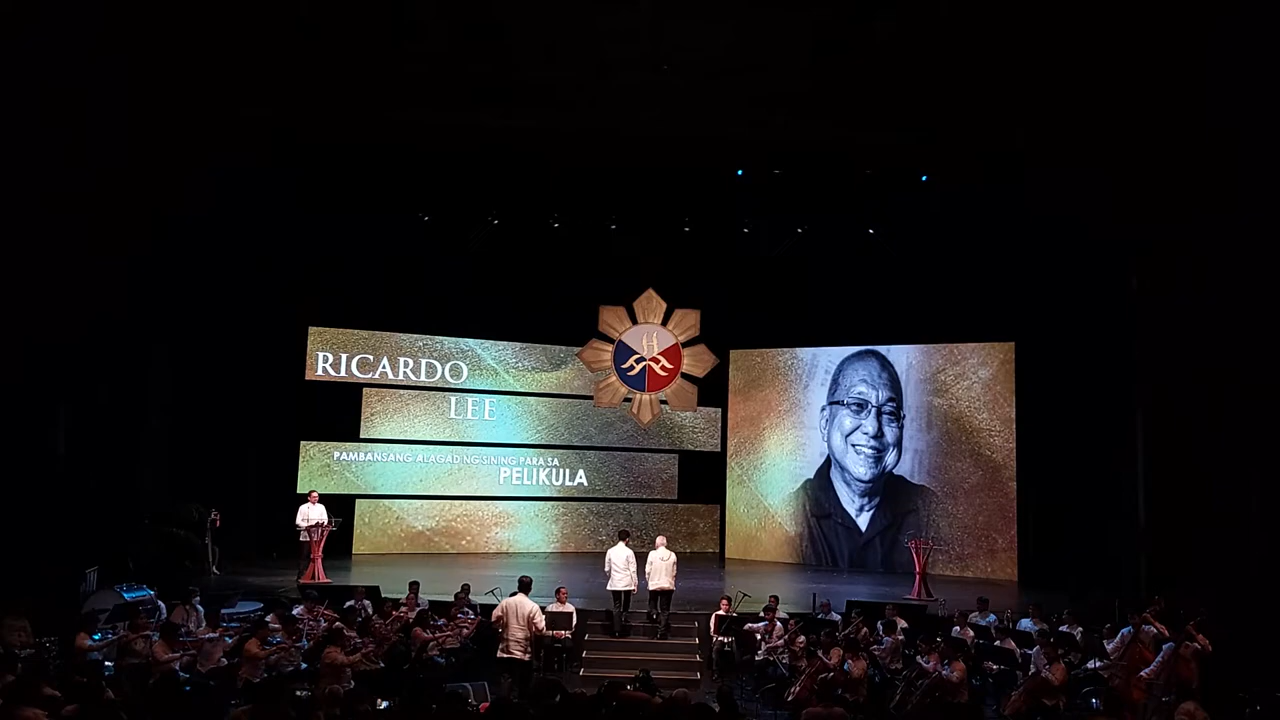 RICARDO
LEE
PAMBANSANG ALAGAD NG SINING PARA SA
PELIKULA